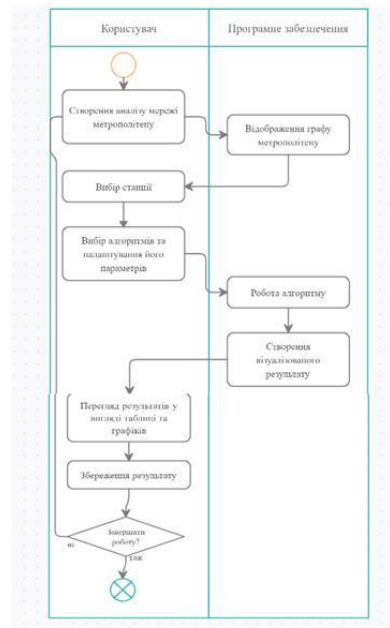 Користувач
Програмне забезпечення
Створення аналізу мережі
метрополітену
Відображення графу
метрополітену
Вибір станції
Вибір алгоритмів та
налаштування його
параметрів
Робота алгоритму
Створення
візуалізованого
результату
Перегляд результатів у
вигляді таблиці та
графіків
Збереження результату
Завершити
роботу?
ні
так